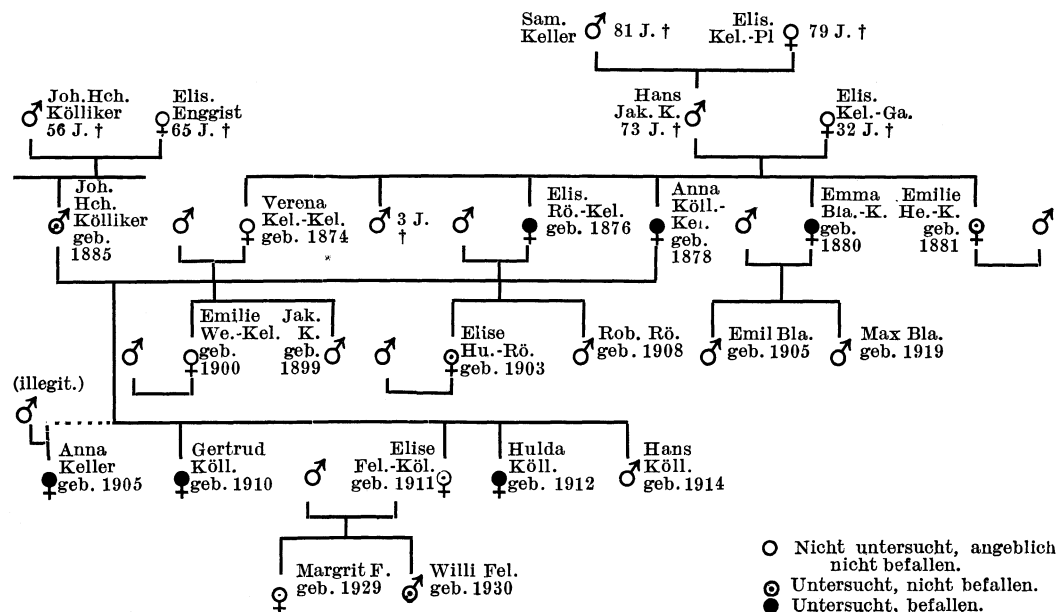 Sam.
Keller
81 J. †
Elis.
Kel.-Pl
79 J. †
Joh. Hch.
Kölliker
56 J. †
Elis.
Enggist
65 J. †
Hans
Jak. K.
73 J. †
Elis.
Kel.-Ga.
32 J. †
Joh.
Hch.
Kölliker
geb.
1885
Verena
Kel.-Kel.
geb. 1874
3 J.
†
Elis.
Rö.-Kel.
geb. 1876
Anna
Köll.-
Kel.
geb.
1878
Emma
Bla.-K.
geb.
1880
Emilie
He.-K.
geb.
1881
Emilie
We.-Kel.
geb.
1900
Jak.
K.
geb.
1899
Elise
Hu.-Rö.
geb. 1903
Rob. Rö.
geb. 1908
Emil Bla.
geb. 1905
Max Bla.
geb. 1919
(illegit.)
Anna
Keller
geb. 1905
Gertrud
Köll.
geb. 1910
Elise
Fel.-Köl.
geb. 1911
Hulda
Köll.
geb. 1912
Hans
Köll.
geb. 1914
Margrit F.
geb. 1929
Willi Fel.
geb. 1930
Nicht untersucht, angeblich
nicht befallen.
Untersucht, nicht befallen.
Untersucht, befallen.